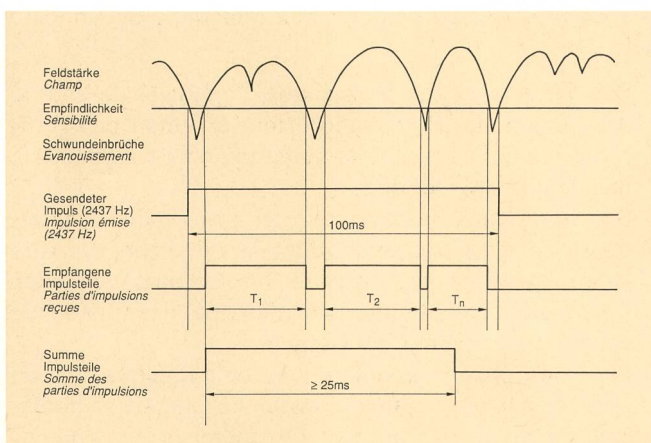 Feldstärke
Champ
Empfindlichkeit
Sensibilité
Schwundeinbrüche
Evanouissement
Gesendeter
Impuls (2437 Hz)
Impulsion émise
(2437 Hz)
100ms
Empfangene
Impulsteile
Parties d'impulsions
reçues
T1
T2
Tn
Summe
Impulsteile
Somme des
parties d'impulsions
≥ 25ms